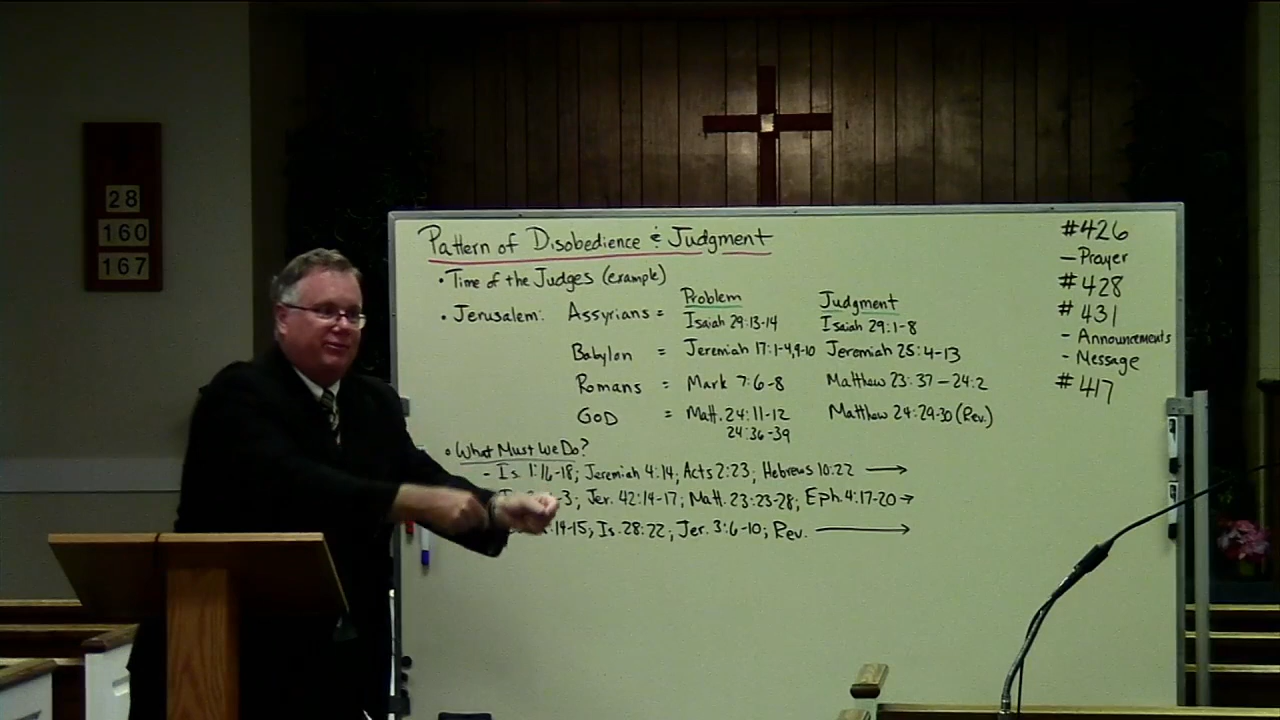 28
160
167
Pattern of Disobedience & Judgment
• Time of the Judges (example)
Problem Judgment
• Jerusalem: Assyrians = Isaiah 29:13-14 Isaiah 29:1-8
Babylon = Jeremiah 17:1-4,9-10 Jeremiah 25:4-13
Romans = Mark 7:6-8 Matthew 23:37-24:2
GOD = Matt. 24:11-12 Matthew 24:29-30 (Rev.)
24:36-39
• What Must We Do?
- Is. 1:16-18; Jeremiah 4:14; Acts 2:23; Hebrews 10:22 →
-3; Jer. 42:14-17; Matt. 23:23-28; Eph. 4:17-20 →
14-15; Is. 28:22; Jer. 3:6-10; Rev. →
#426
- Prayer
#428
#431
- Announcements
- Message
#417